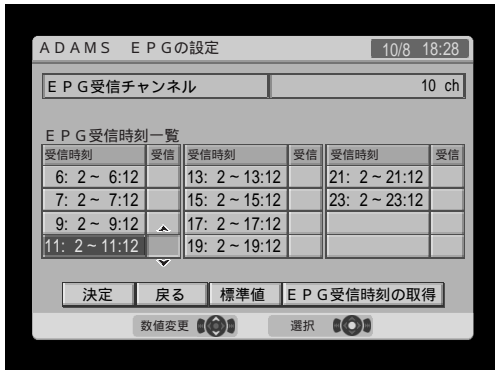 ADAMS EPGの設定 10/8 18:28
EPG受信チャンネル 10 ch
EPG受信時刻一覧
受信時刻 受信 受信時刻 受信 受信時刻 受信
6: 2~ 6:12 13: 2~13:12 21: 2~21:12
7: 2~ 7:12 15: 2~15:12 23: 2~23:12
9: 2~ 9:12 17: 2~17:12
11: 2~11:12 19: 2~19:12
決定 戻る 標準値 EPG受信時刻の取得
数値変更 選択